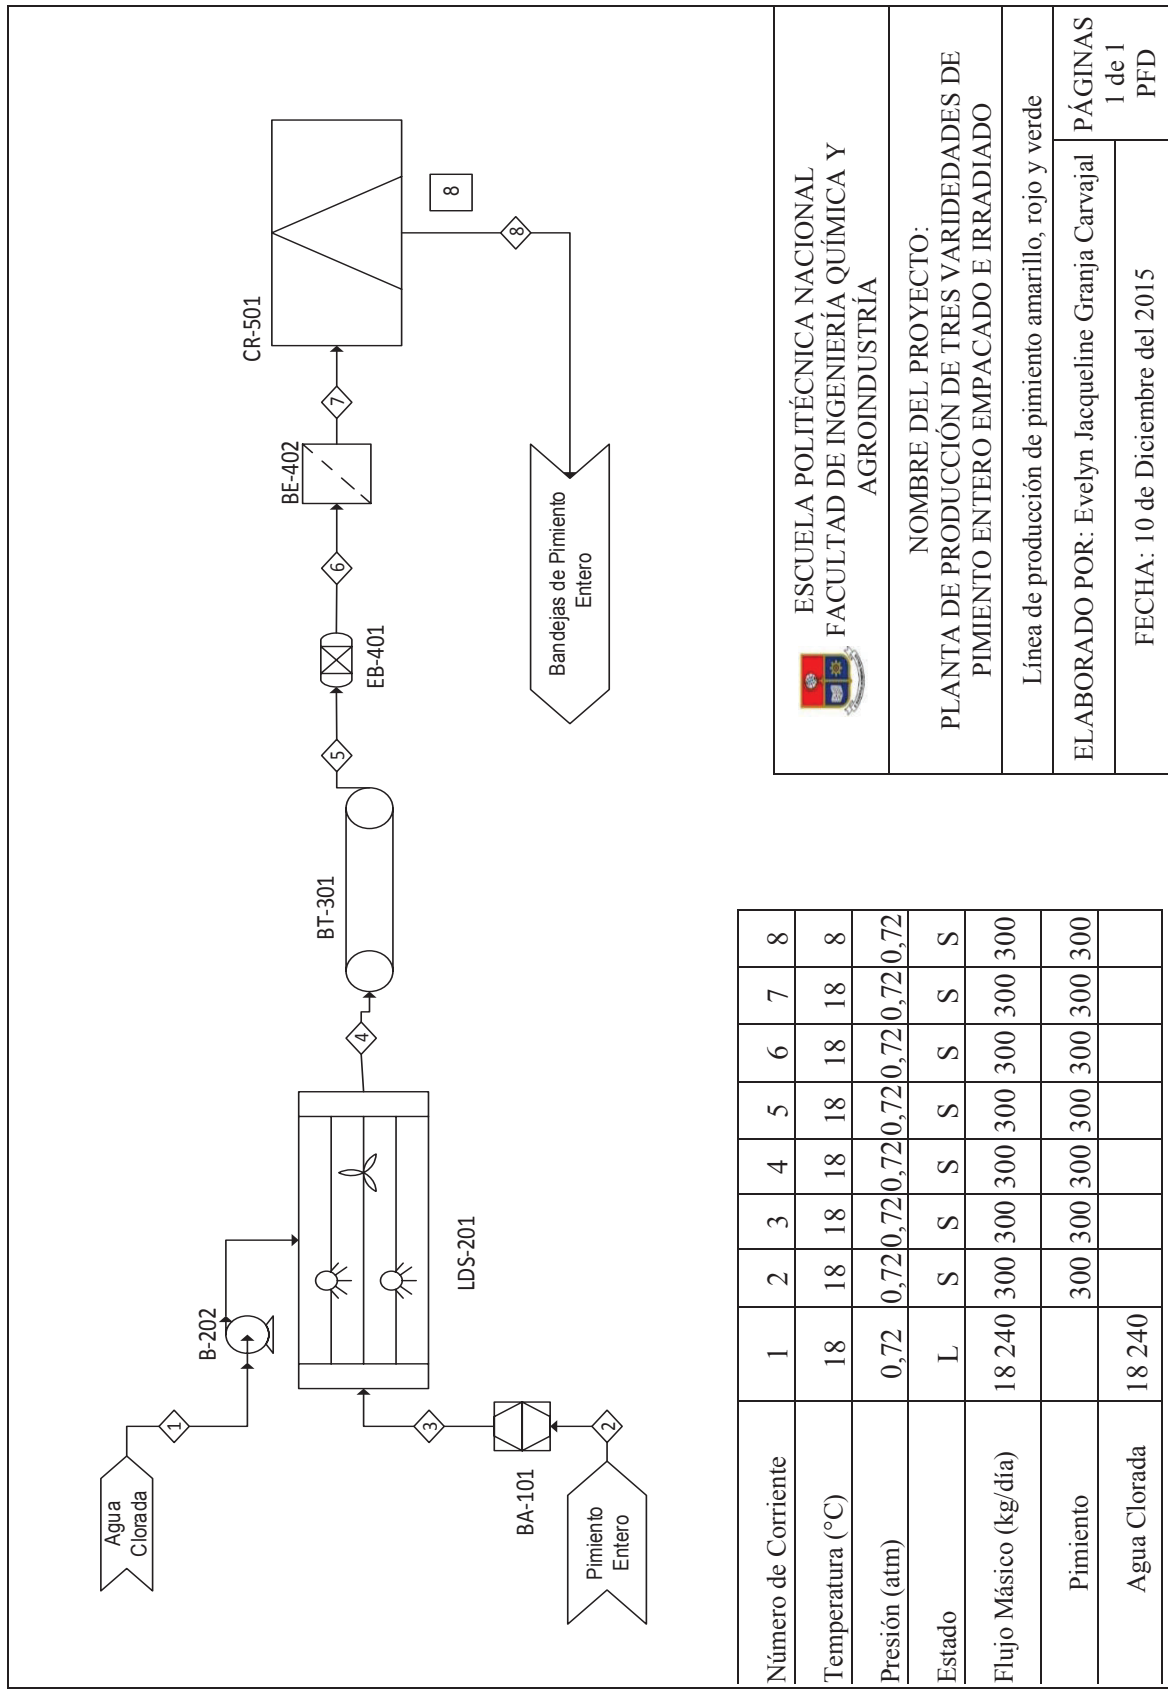 Agua
Clorada
1
B-202
Pimiento
Entero
2
BA-101
3
LDS-201
4
BT-301
5
EB-401
6
BE-402
7
CR-501
8
8
Bandejas de Pimiento
Entero
Número de Corriente 1 2 3 4 5 6 7 8
Temperatura (°C) 18 18 18 18 18 18 18 8
Presión (atm) 0,72 0,72 0,72 0,72 0,72 0,72 0,72 0,72
Estado L S S S S S S S
Flujo Másico (kg/día) 18 240 300 300 300 300 300 300 300
Pimiento 300 300 300 300 300 300 300
Agua Clorada 18 240
ESCUELA POLITÉCNICA NACIONAL
FACULTAD DE INGENIERÍA QUÍMICA Y
AGROINDUSTRÍA
NOMBRE DEL PROYECTO:
PLANTA DE PRODUCCIÓN DE TRES VARIDEDADES DE
PIMIENTO ENTERO EMPACADO E IRRADIADO
Línea de producción de pimiento amarillo, rojo y verde
ELABORADO POR: Evelyn Jacqueline Granja Carvajal
FECHA: 10 de Diciembre del 2015
PÁGINAS
1 de 1
PFD